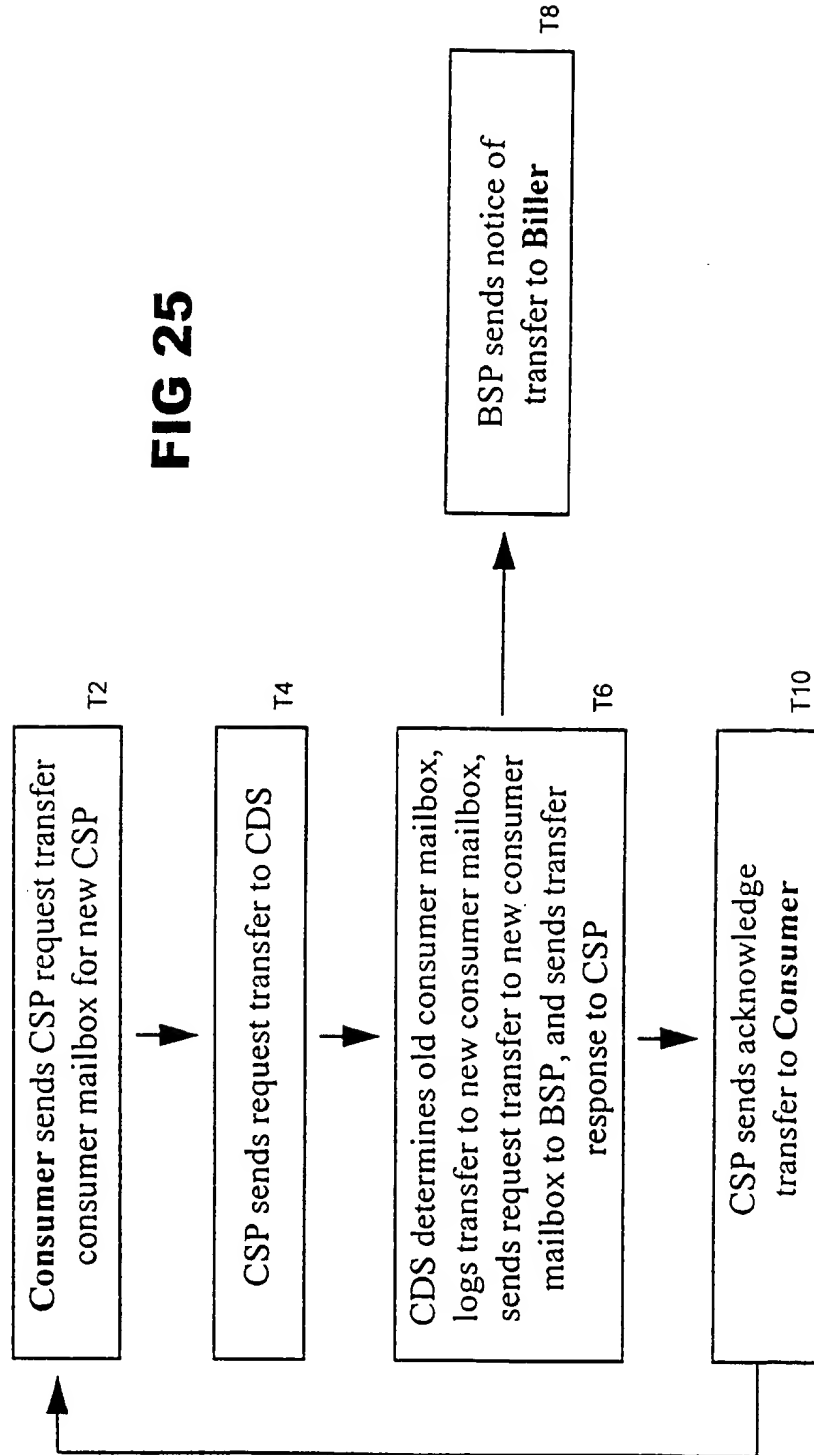 FIG 25
Consumer sends CSP request transfer
consumer mailbox for new CSP
T2
CSP sends request transfer to CDS
T4
CDS determines old consumer mailbox,
logs transfer to new consumer mailbox,
sends request transfer to new consumer
mailbox to BSP, and sends transfer
response to CSP
T6
BSP sends notice of
transfer to Biller
T8
CSP sends acknowledge
transfer to Consumer
T10